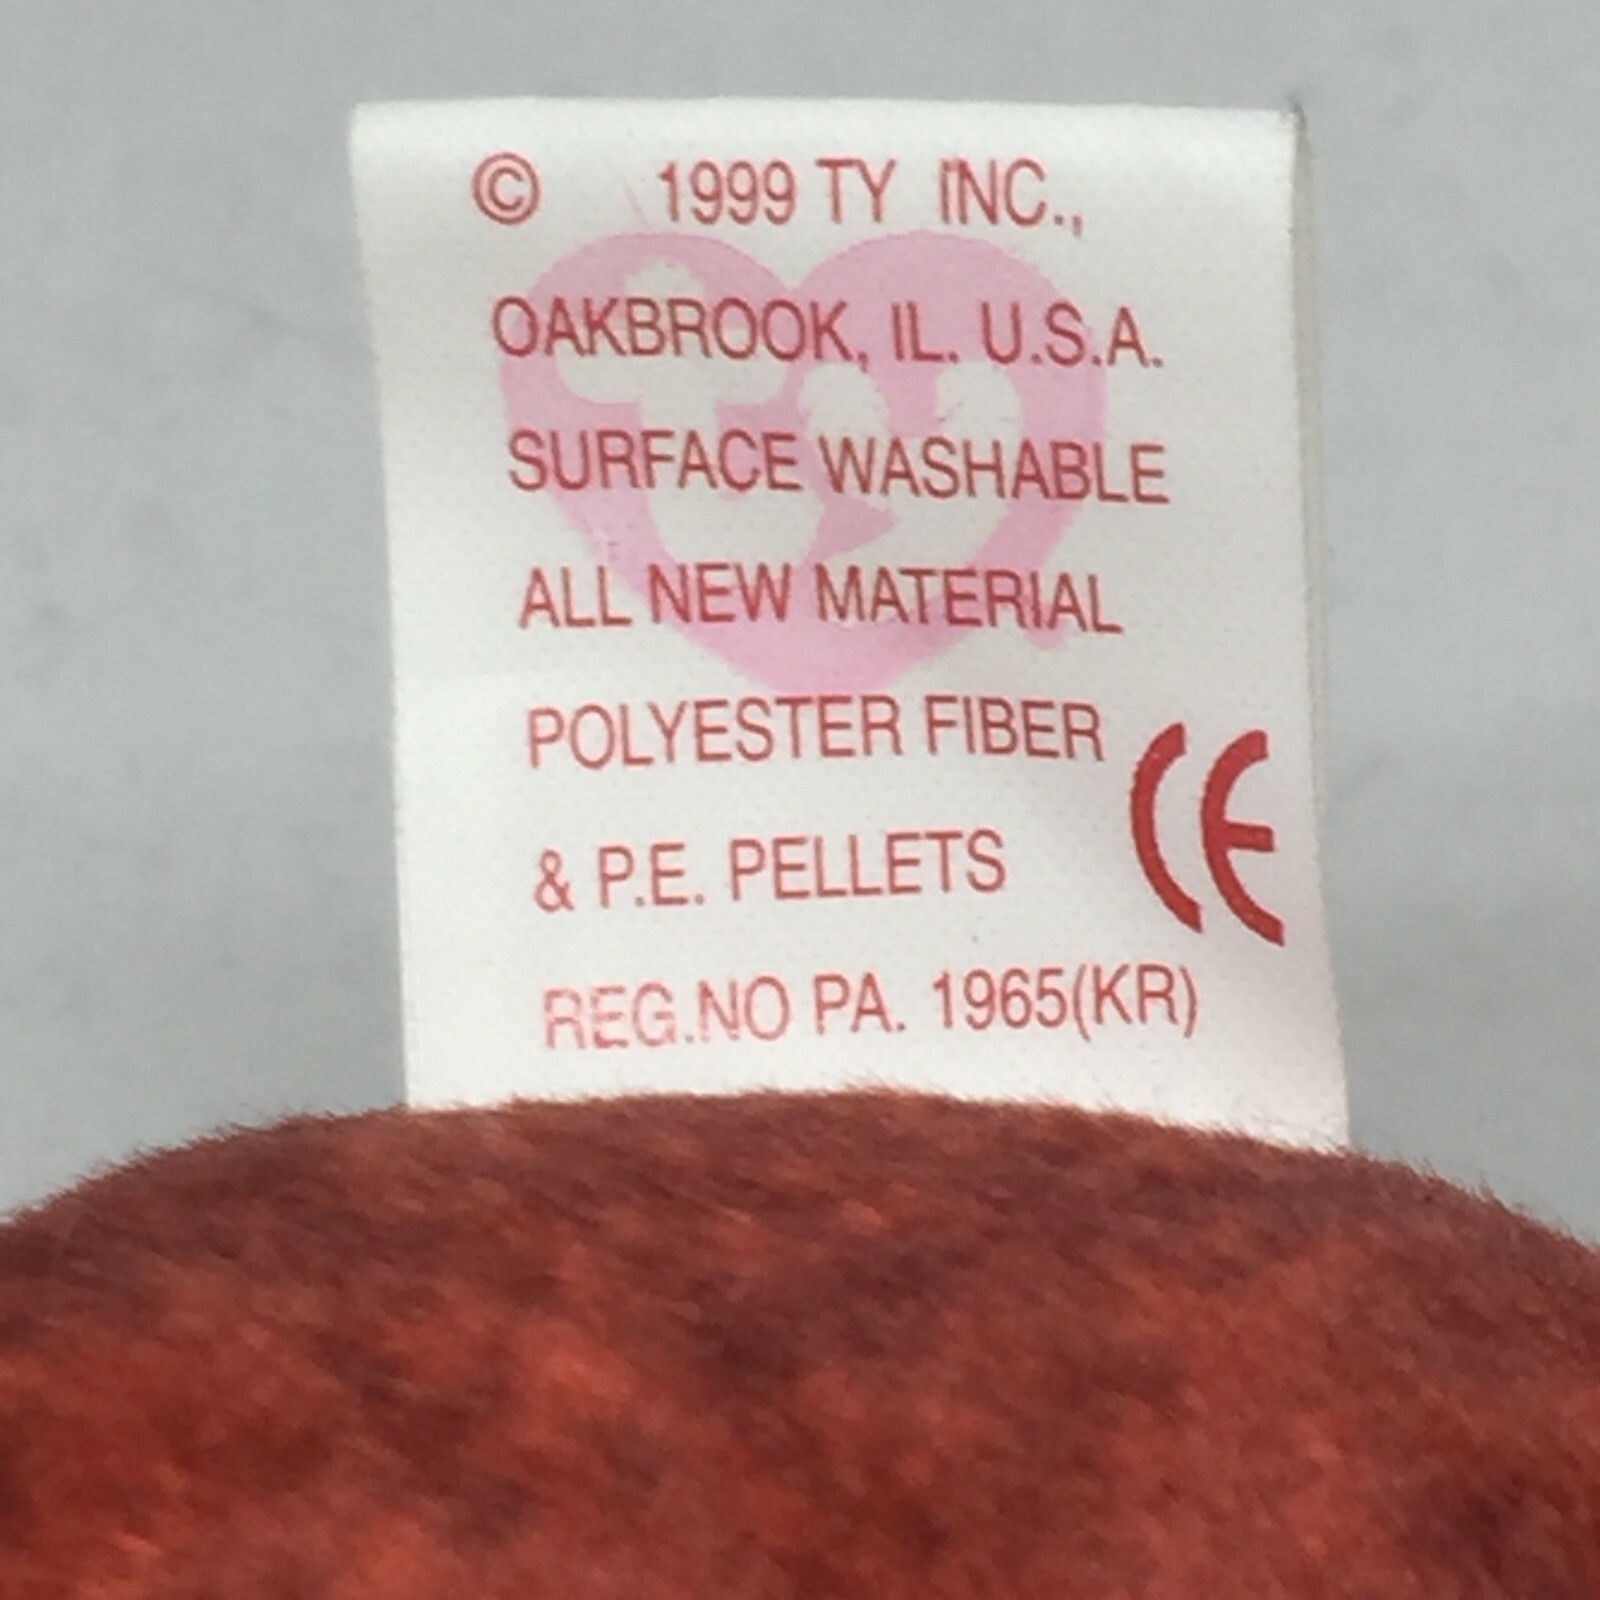 © 1999 TY INC.,
OAKBROOK, IL. U.S.A.
SURFACE WASHABLE
ALL NEW MATERIAL
POLYESTER FIBER
& P.E. PELLETS
REG.NO PA. 1965(KR)
CE
ty